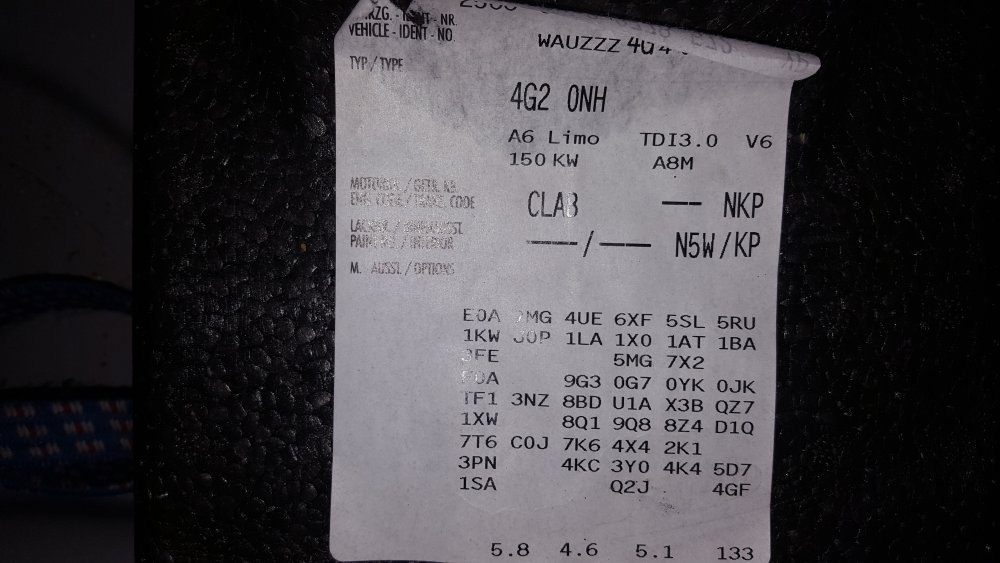 VEHICLE - IDENT - NO.
WAUZZZ
TYP / TYPE
4G2 0NH
A6 Limo TDI3.0 V6
150 KW A8M
CLAB --- NKP
----/---- N5W/KP
M. AUSST. / OPTIONS
E0A 4UE 6XF 5SL 5RU
1KW 1LA 1X0 1AT 1BA
5MG 7X2
9G3 0G7 0YK 0JK
TF1 3NZ 8BD U1A X3B QZ7
1XW 8Q1 9Q8 8Z4 D1Q
7T6 C0J 7K6 4X4 2K1
3PN 4KC 3Y0 4K4 5D7
1SA Q2J 4GF
5.8 4.6 5.1 133